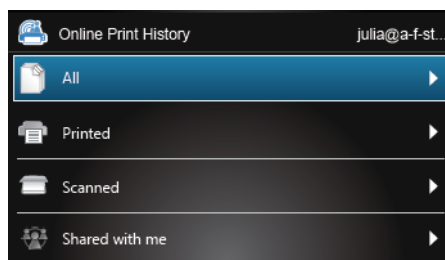 Online Print History
julia@a-f-st...
All
Printed
Scanned
Shared with me